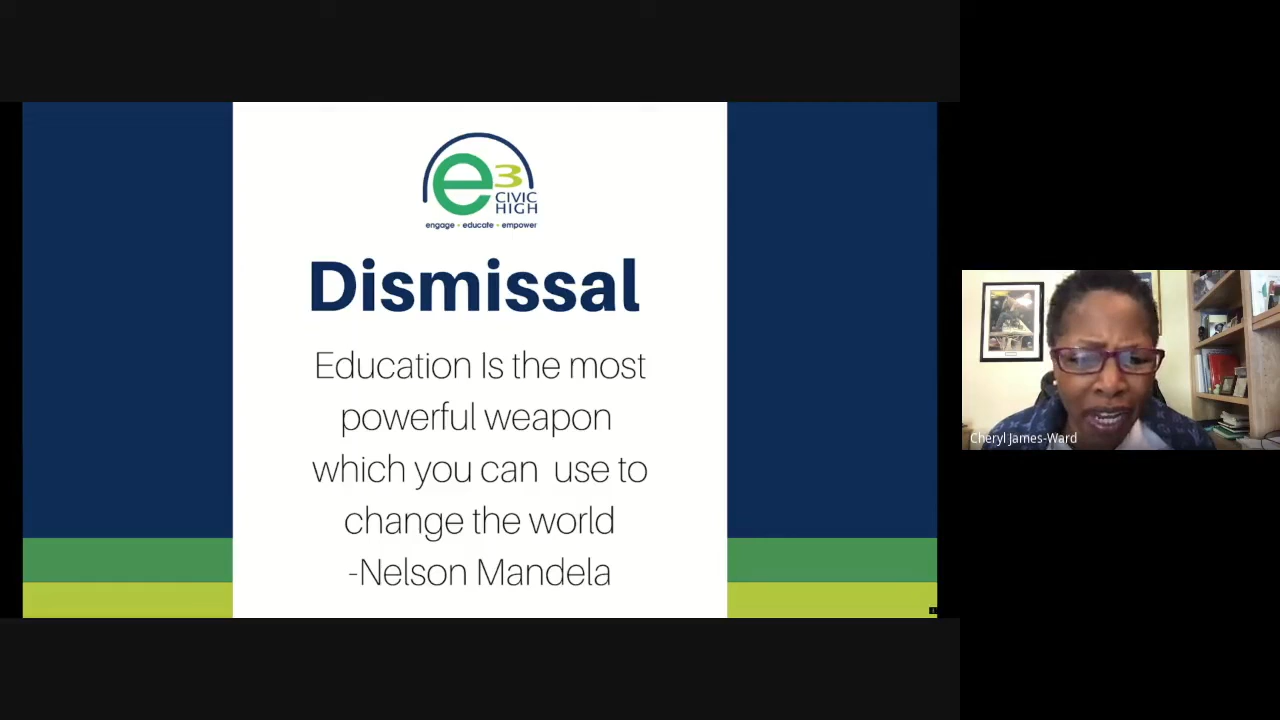 e3
CIVIC
HIGH
engage • educate • empower
Dismissal
Education Is the most
powerful weapon
which you can use to
change the world
-Nelson Mandela
Cheryl James-Ward